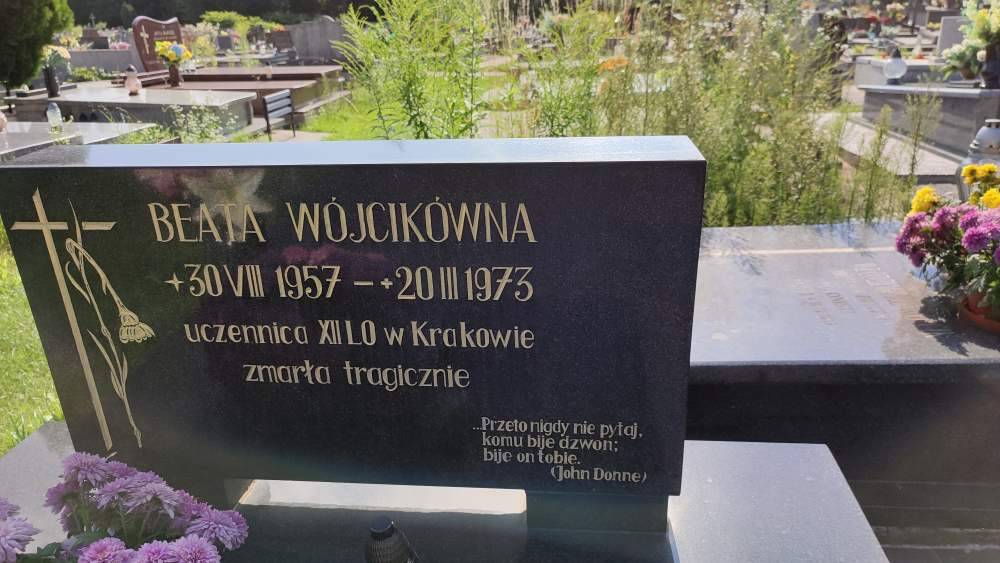 BEATA WÓJCIKÓWNA
+30 VIII 1957 – +20 III 1973
uczennica XII LO w Krakowie
zmarła tragicznie
...Przeto nigdy nie pytaj,
komu bije dzwon;
bije on tobie.
(John Donne)